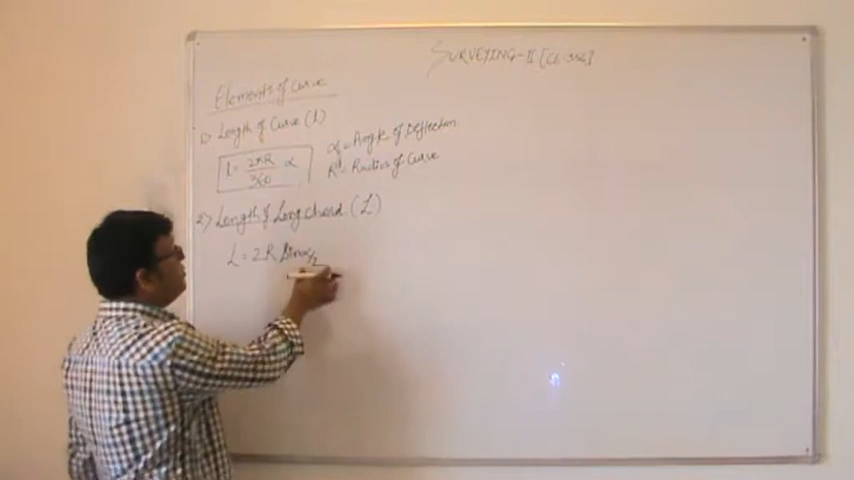 SURVEYING-II [CE-356]
Elements of Curve
1) Length of Curve (l)
l = 2πR/360 α
α = Angle of Deflection
R = Radius of Curve
2) Length of Long Chord (L)
L = 2R Sin α/2